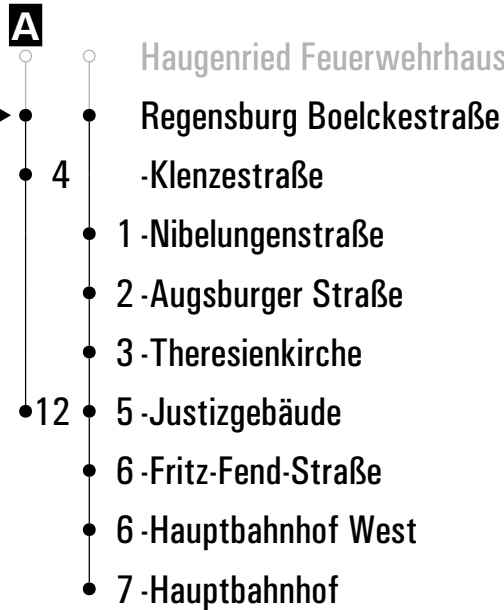 A
Haugenried Feuerwehrhaus
Regensburg Boelckestraße
4 -Klenzestraße
1 -Nibelungenstraße
2 -Augsburger Straße
3 -Theresienkirche
12 5 -Justizgebäude
6 -Fritz-Fend-Straße
6 -Hauptbahnhof West
7 -Hauptbahnhof